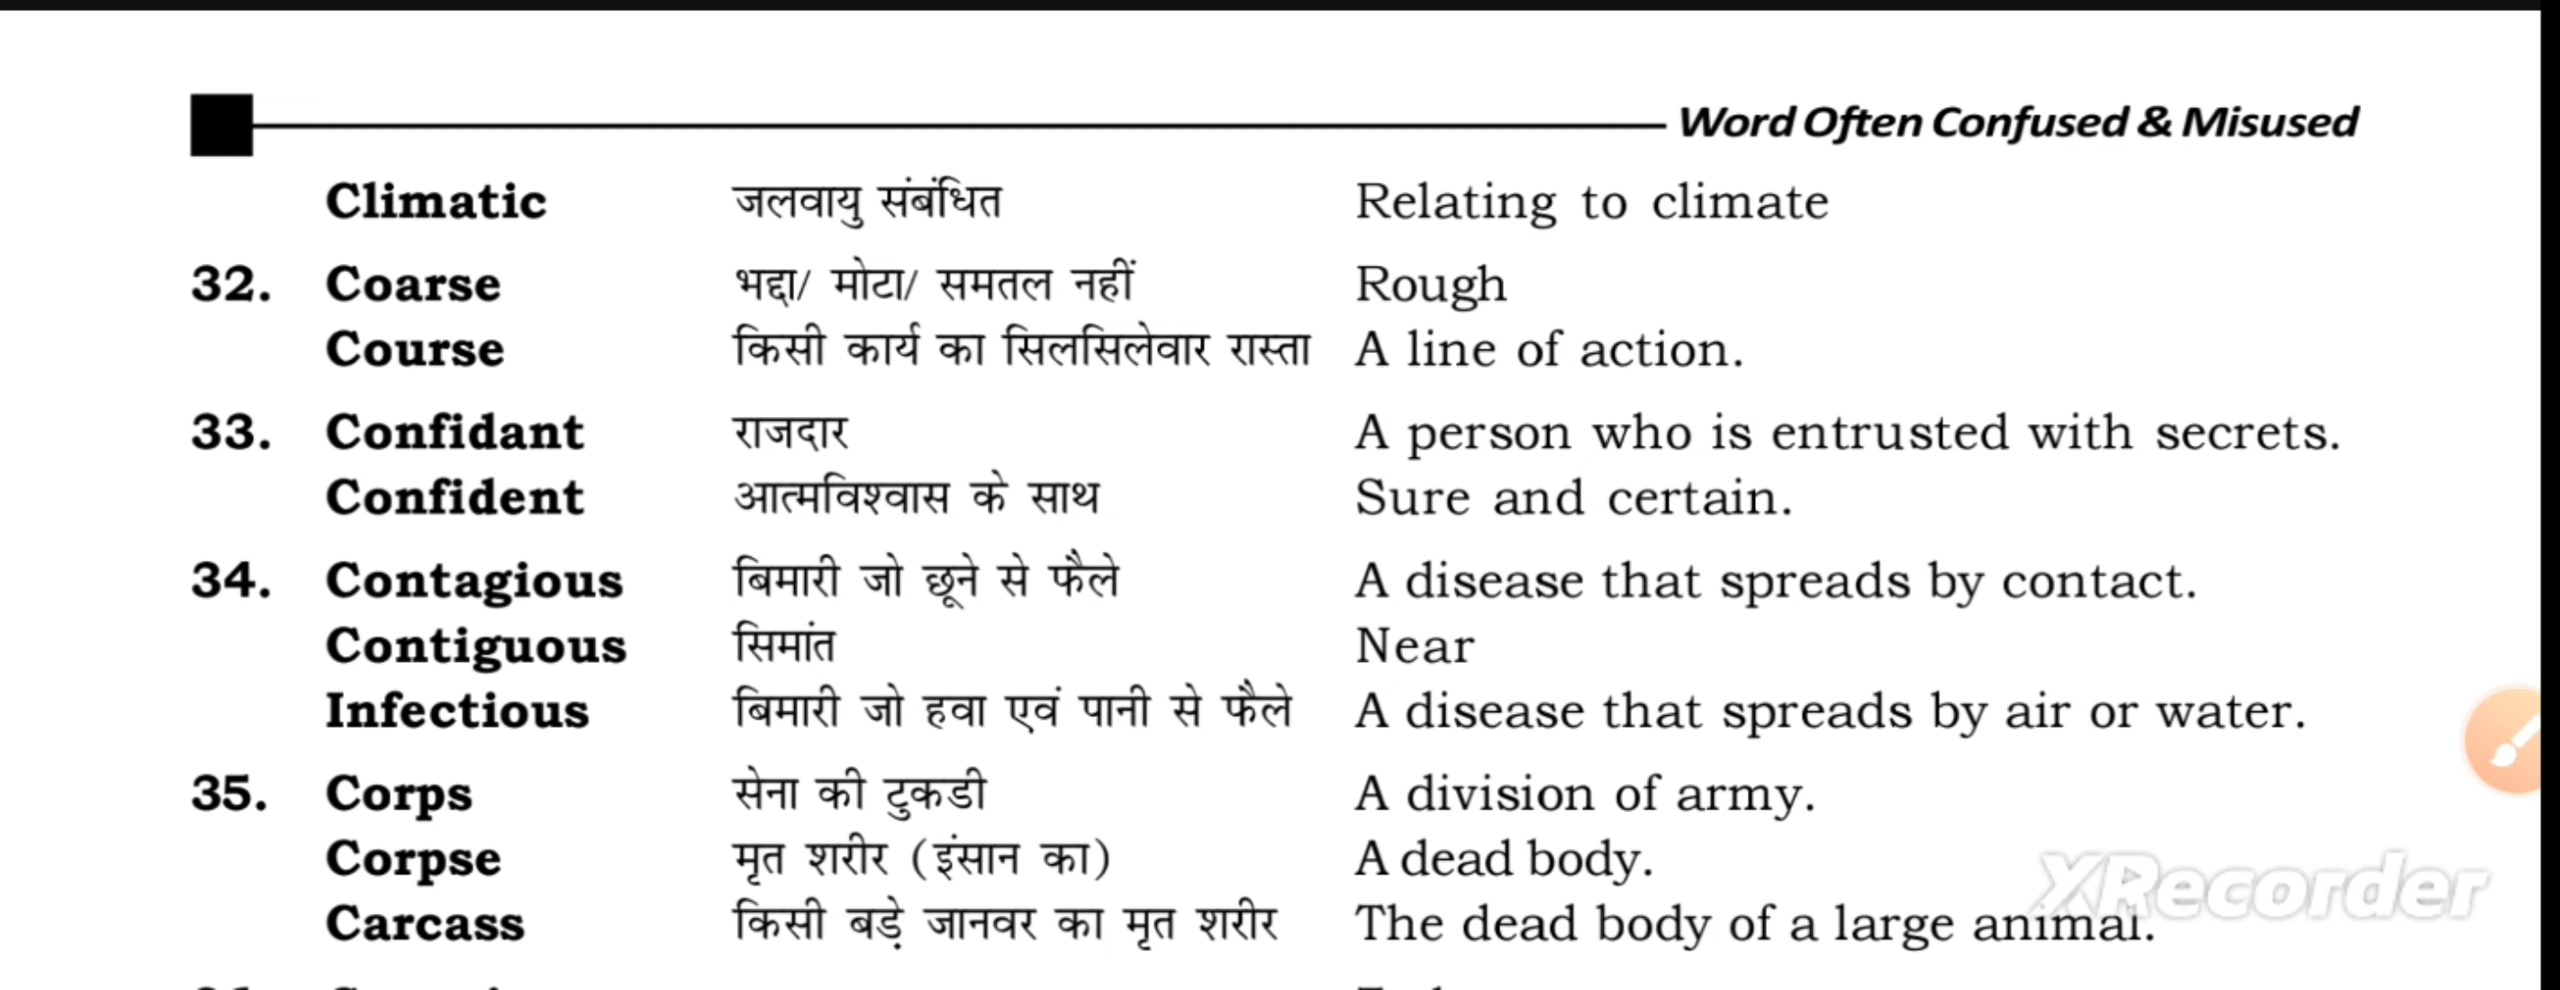 Word Often Confused & Misused
Climatic जलवायु संबंधित Relating to climate
32. Coarse भद्दा/ मोटा/ समतल नहीं Rough
Course किसी कार्य का सिलसिलेवार रास्ता A line of action.
33. Confidant राजदार A person who is entrusted with secrets.
Confident आत्मविश्वास के साथ Sure and certain.
34. Contagious बिमारी जो छूने से फैले A disease that spreads by contact.
Contiguous सिमांत Near
Infectious बिमारी जो हवा एवं पानी से फैले A disease that spreads by air or water.
35. Corps सेना की टुकडी A division of army.
Corpse मृत शरीर (इंसान का) A dead body.
Carcass किसी बड़े जानवर का मृत शरीर The dead body of a large animal.
XRecorder